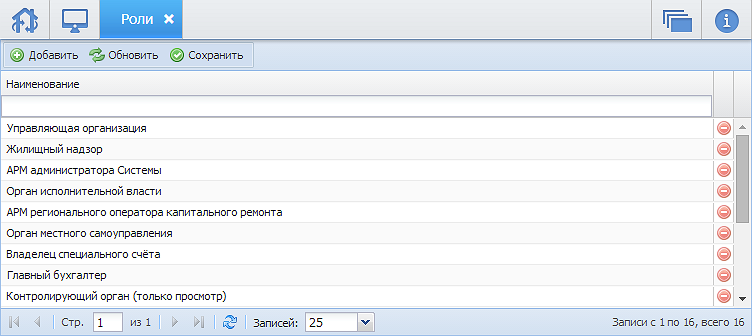 Роли
Добавить Обновить Сохранить
Наименование
Управляющая организация
Жилищный надзор
АРМ администратора Системы
Орган исполнительной власти
АРМ регионального оператора капитального ремонта
Орган местного самоуправления
Владелец специального счёта
Главный бухгалтер
Контролирующий орган (только просмотр)
Стр. 1 из 1 Записей: 25 Записи с 1 по 16, всего 16